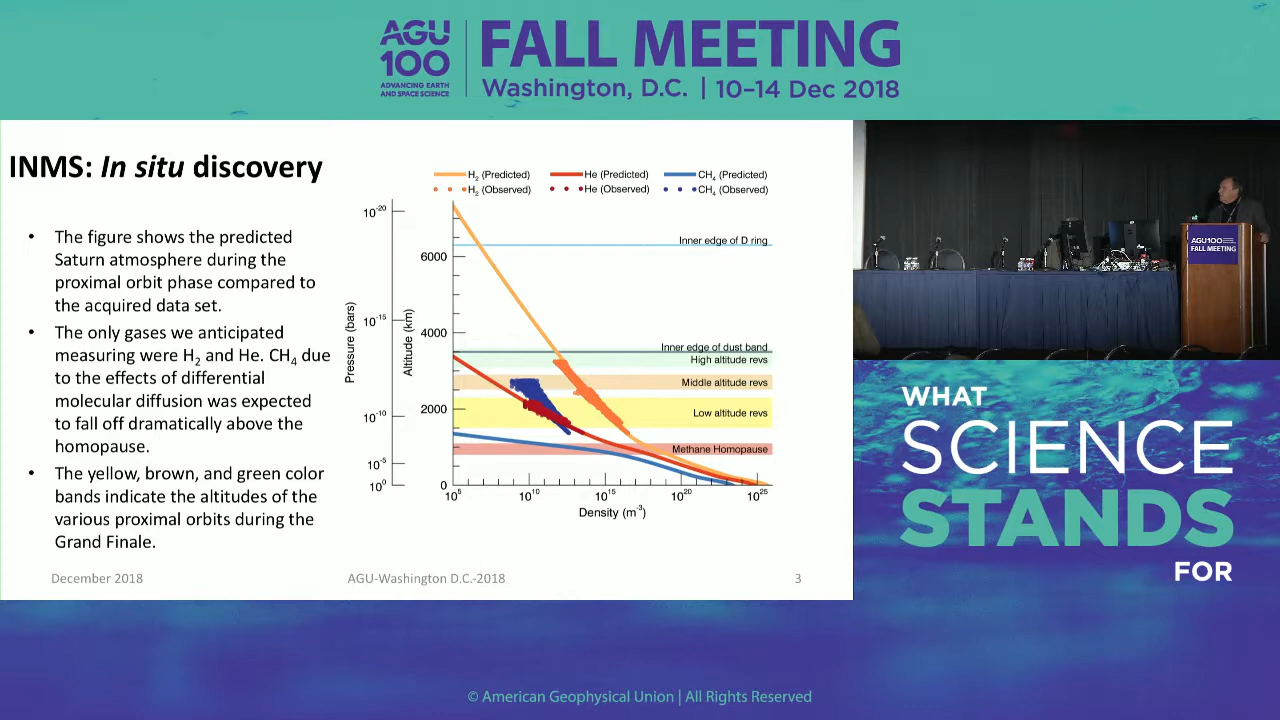 AGU
100
ADVANCING EARTH
AND SPACE SCIENCE
FALL MEETING
Washington, D.C. | 10–14 Dec 2018
INMS: In situ discovery
• The figure shows the predicted
Saturn atmosphere during the
proximal orbit phase compared to
the acquired data set.
• The only gases we anticipated
measuring were H₂ and He. CH₄ due
to the effects of differential
molecular diffusion was expected
to fall off dramatically above the
homopause.
• The yellow, brown, and green color
bands indicate the altitudes of the
various proximal orbits during the
Grand Finale.
H₂ (Predicted) He (Predicted) CH₄ (Predicted)
H₂ (Observed) He (Observed) CH₄ (Observed)
Pressure (bars)
10⁻²⁰
10⁻¹⁵
10⁻¹⁰
10⁻⁵
10⁰
Altitude (km)
6000
4000
2000
0
Inner edge of D ring
Inner edge of dust band
High altitude revs
Middle altitude revs
Low altitude revs
Methane Homopause
10⁵ 10¹⁰ 10¹⁵ 10²⁰ 10²⁵
Density (m⁻³)
December 2018 AGU-Washington D.C.-2018 3
AGU100
FALL MEETING
WHAT
SCIENCE
STANDS
FOR
© American Geophysical Union | All Rights Reserved